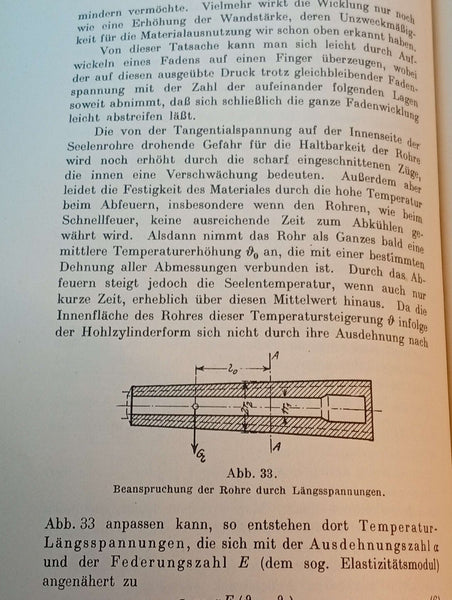 mindern vermöchte. Vielmehr wirkt die Wicklung nur noch
wie eine Erhöhung der Wandstärke, deren Unzweckmäßig-
keit für die Materialausnutzung wir schon oben erkannt haben.
Von dieser Tatsache kann man sich leicht durch Auf-
wickeln eines Fadens auf einen Finger überzeugen, wobei
der auf diesen ausgeübte Druck trotz gleichbleibender Faden-
spannung mit der Zahl der aufeinander folgenden Lagen
soweit abnimmt, daß sich schließlich die ganze Fadenwicklung
leicht abstreifen läßt.
Die von der Tangentialspannung auf der Innenseite der
Seelenrohre drohende Gefahr für die Haltbarkeit der Rohre
wird noch erhöht durch die scharf eingeschnittenen Züge,
die innen eine Verschwächung bedeuten. Außerdem aber
leidet die Festigkeit des Materiales durch die hohe Temperatur
beim Abfeuern, insbesondere wenn den Rohren, wie beim
Schnellfeuer, keine ausreichende Zeit zum Abkühlen ge-
währt wird. Alsdann nimmt das Rohr als Ganzes bald eine
mittlere Temperaturerhöhung ϑ₀ an, die mit einer bestimmten
Dehnung aller Abmessungen verbunden ist. Durch das Ab-
feuern steigt jedoch die Seelentemperatur, wenn auch nur
kurze Zeit, erheblich über diesen Mittelwert hinaus. Da die
Innenfläche des Rohres dieser Temperatursteigerung ϑ infolge
der Hohlzylinderform sich nicht durch ihre Ausdehnung nach
A
A
Abb. 33.
Beanspruchung der Rohre durch Längsspannungen.
Abb. 33 anpassen kann, so entstehen dort Temperatur-
Längsspannungen, die sich mit der Ausdehnungszahl α
und der Federungszahl E (dem sog. Elastizitätsmodul)
angenähert zu